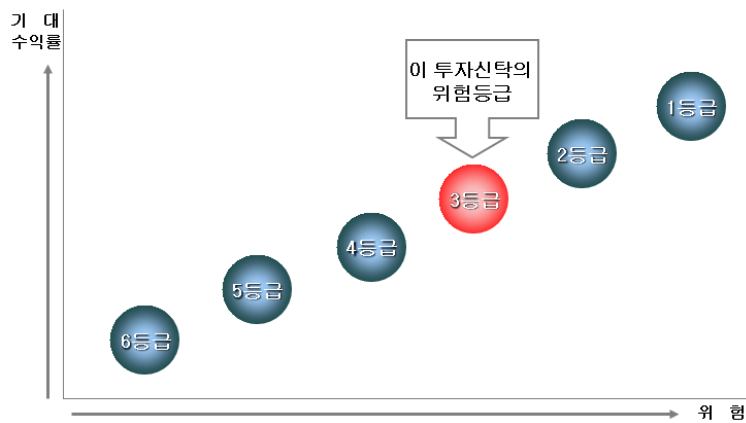 기 대
수익률
이 투자신탁의
위험등급
1등급
2등급
3등급
4등급
5등급
6등급
위 험